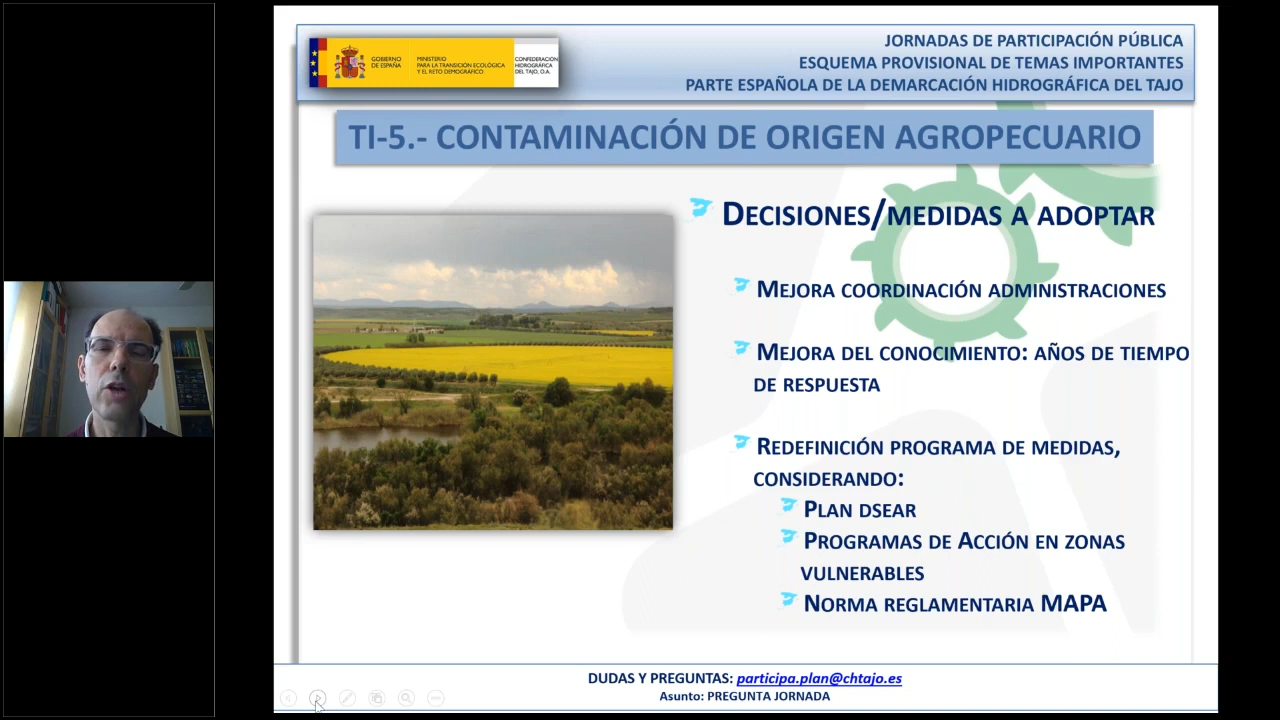 GOBIERNO
DE ESPAÑA
MINISTERIO
PARA LA TRANSICIÓN ECOLÓGICA
Y EL RETO DEMOGRÁFICO
CONFEDERACIÓN
HIDROGRÁFICA
DEL TAJO, O.A.
JORNADAS DE PARTICIPACIÓN PÚBLICA
ESQUEMA PROVISIONAL DE TEMAS IMPORTANTES
PARTE ESPAÑOLA DE LA DEMARCACIÓN HIDROGRÁFICA DEL TAJO
TI-5.- CONTAMINACIÓN DE ORIGEN AGROPECUARIO
DECISIONES/MEDIDAS A ADOPTAR
MEJORA COORDINACIÓN ADMINISTRACIONES
MEJORA DEL CONOCIMIENTO: AÑOS DE TIEMPO
DE RESPUESTA
REDEFINICIÓN PROGRAMA DE MEDIDAS,
CONSIDERANDO:
PLAN DSEAR
PROGRAMAS DE ACCIÓN EN ZONAS
VULNERABLES
NORMA REGLAMENTARIA MAPA
DUDAS Y PREGUNTAS: participa.plan@chtajo.es
Asunto: PREGUNTA JORNADA